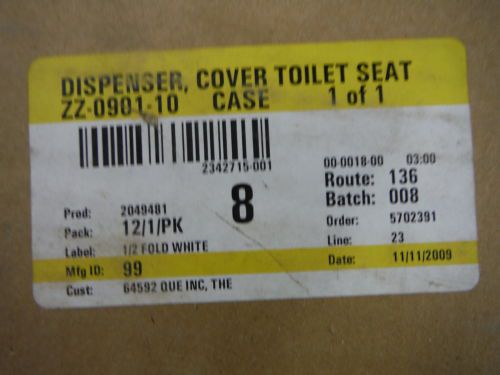 DISPENSER, COVER TOILET SEAT
ZZ-0901-10 CASE 1 of 1
2342715-001
00-0018-00 03:00
8
Route: 136
Batch: 008
Prod: 2049481
Order: 5702391
Pack: 12/1/PK
Line: 23
Label: 1/2 FOLD WHITE
Date: 11/11/2009
Mfg ID: 99
Cust: 64592 QUE INC, THE